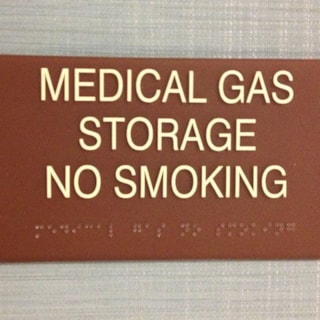 MEDICAL GAS
STORAGE
NO SMOKING